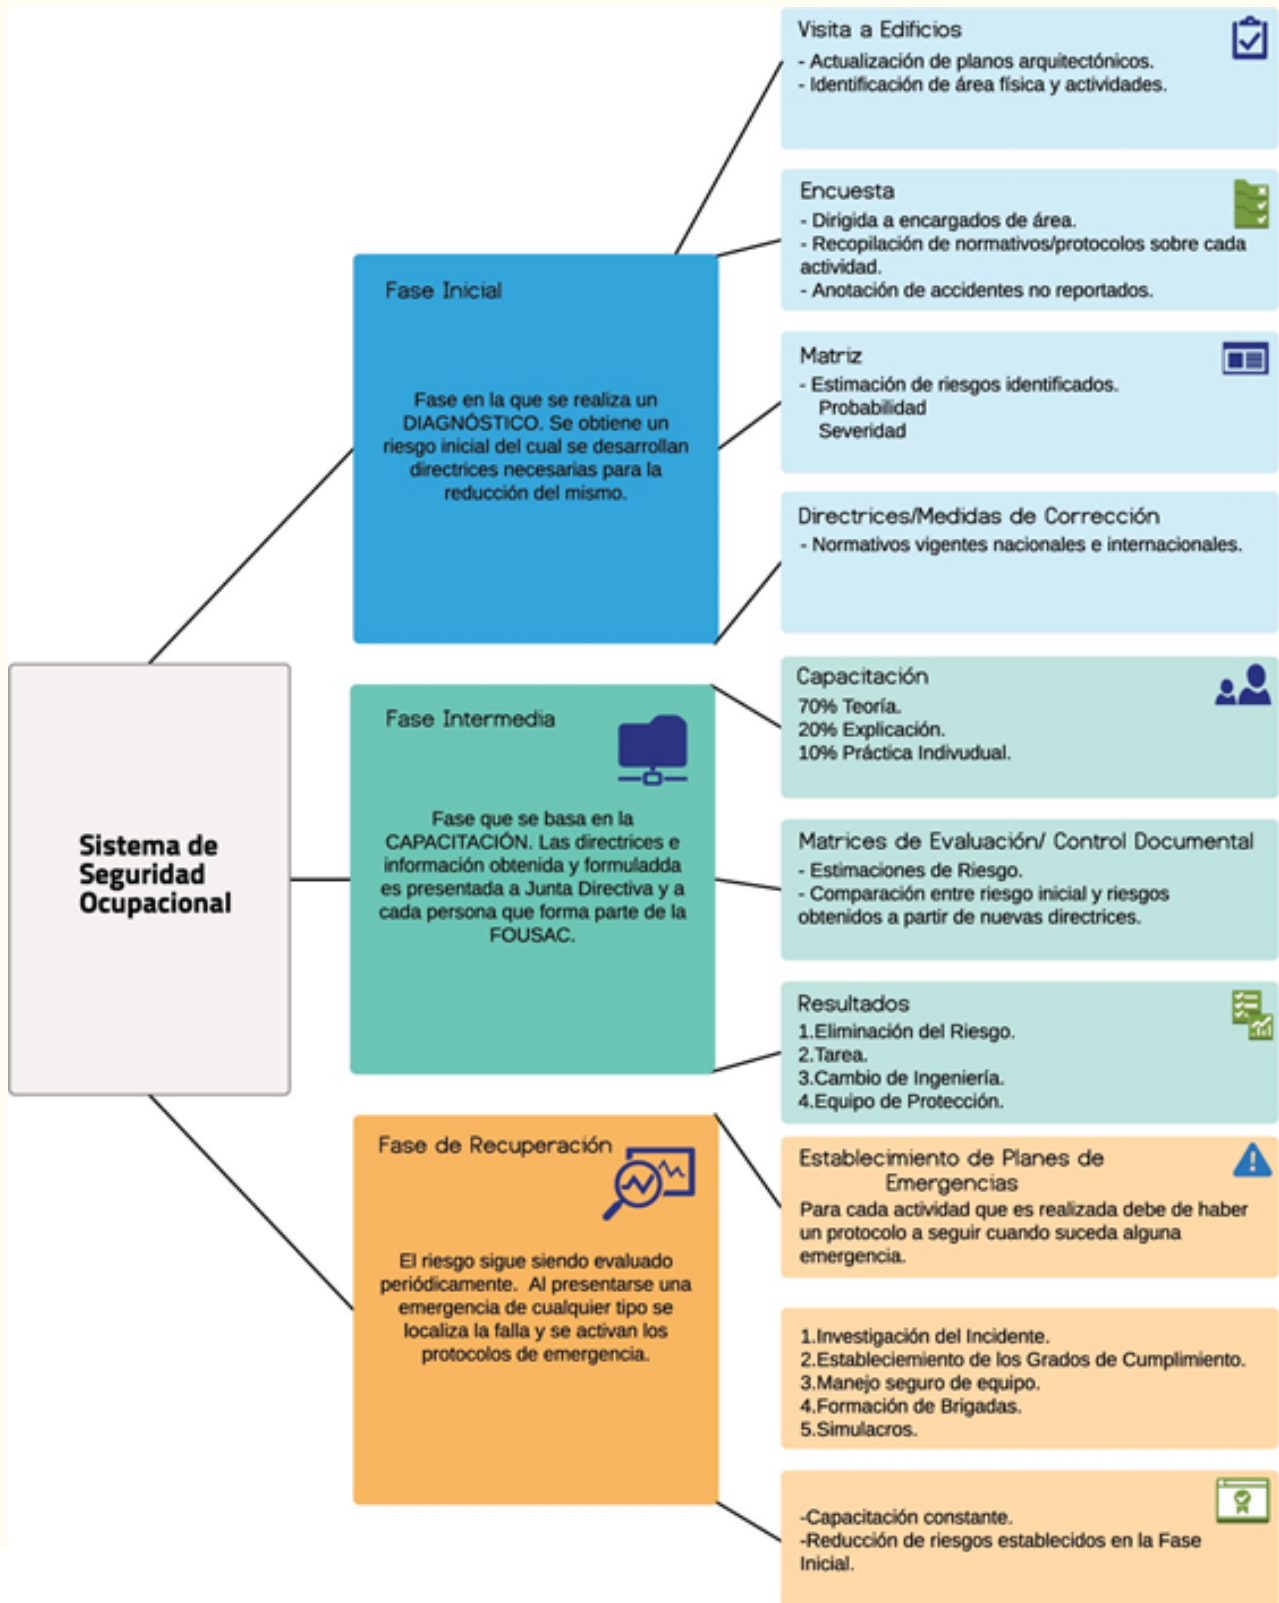 Sistema de
Seguridad
Ocupacional
Fase Inicial
Fase en la que se realiza un
DIAGNÓSTICO. Se obtiene un
riesgo inicial del cual se desarrollan
directrices necesarias para la
reducción del mismo.
Visita a Edificios
- Actualización de planos arquitectónicos.
- Identificación de área física y actividades.
Encuesta
- Dirigida a encargados de área.
- Recopilación de normativos/protocolos sobre cada
actividad.
- Anotación de accidentes no reportados.
Matriz
- Estimación de riesgos identificados.
Probabilidad
Severidad
Directrices/Medidas de Corrección
- Normativos vigentes nacionales e internacionales.
Fase Intermedia
Fase que se basa en la
CAPACITACIÓN. Las directrices e
información obtenida y formuladda
es presentada a Junta Directiva y a
cada persona que forma parte de la
FOUSAC.
Capacitación
70% Teoría.
20% Explicación.
10% Práctica Indivudual.
Matrices de Evaluación/ Control Documental
- Estimaciones de Riesgo.
- Comparación entre riesgo inicial y riesgos
obtenidos a partir de nuevas directrices.
Resultados
1.Eliminación del Riesgo.
2.Tarea.
3.Cambio de Ingeniería.
4.Equipo de Protección.
Fase de Recuperación
El riesgo sigue siendo evaluado
periódicamente. Al presentarse una
emergencia de cualquier tipo se
localiza la falla y se activan los
protocolos de emergencia.
Establecimiento de Planes de
Emergencias
Para cada actividad que es realizada debe de haber
un protocolo a seguir cuando suceda alguna
emergencia.
1.Investigación del Incidente.
2.Estableciemiento de los Grados de Cumplimiento.
3.Manejo seguro de equipo.
4.Formación de Brigadas.
5.Simulacros.
-Capacitación constante.
-Reducción de riesgos establecidos en la Fase
Inicial.